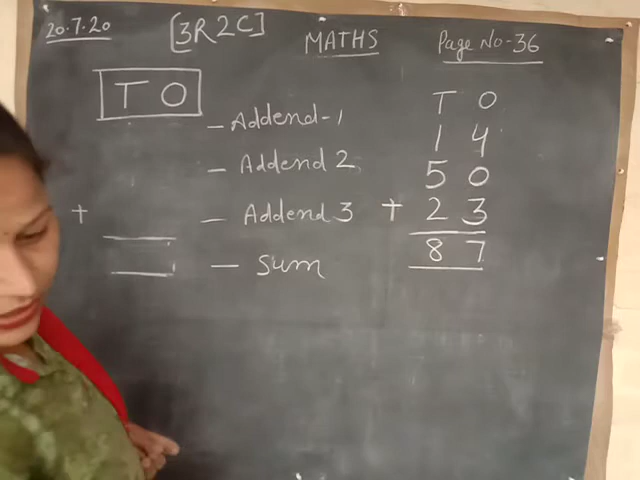 20.7.20 [3R2C] MATHS Page No-36
T O
- Addend-1
- Addend 2
+ - Addend 3
- Sum
T O
1 4
5 0
+ 2 3
8 7